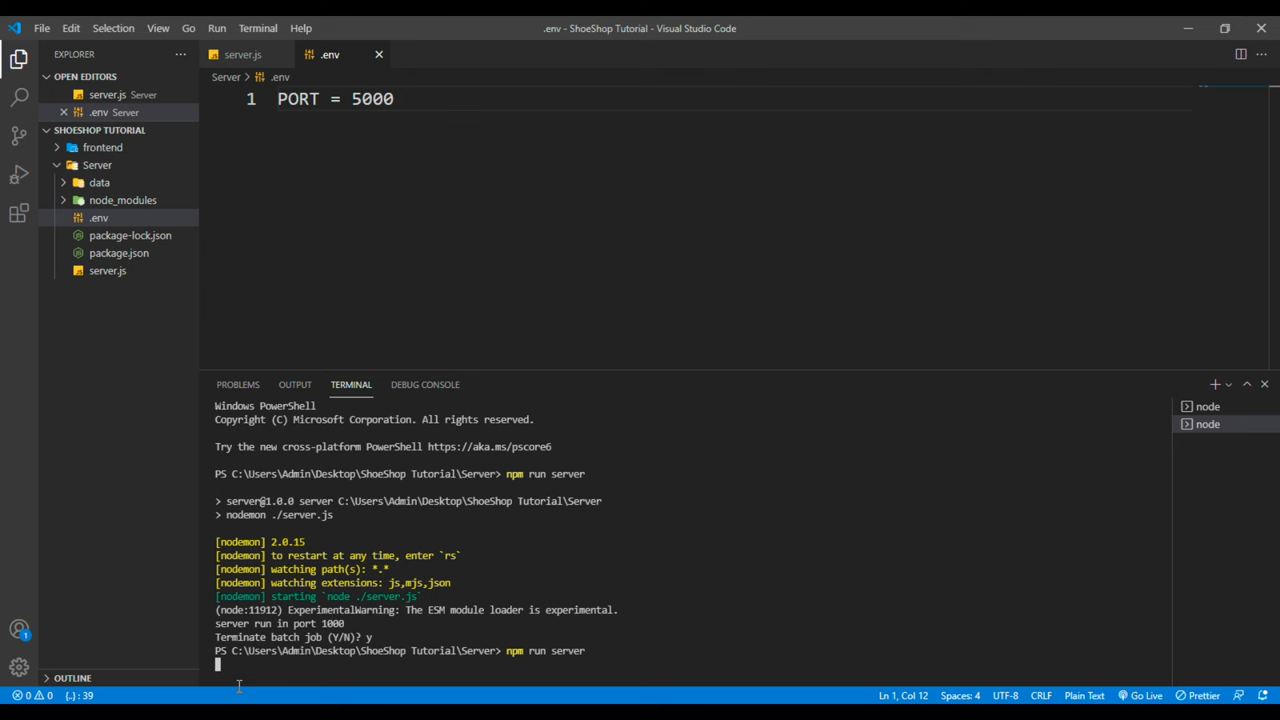 File Edit Selection View Go Run Terminal Help
.env - ShoeShop Tutorial - Visual Studio Code
EXPLORER
OPEN EDITORS
server.js Server
.env Server
SHOESHOP TUTORIAL
frontend
Server
data
node_modules
.env
package-lock.json
package.json
server.js
OUTLINE
server.js
.env
Server > .env
1 PORT = 5000
PROBLEMS OUTPUT TERMINAL DEBUG CONSOLE
Windows PowerShell
Copyright (C) Microsoft Corporation. All rights reserved.
Try the new cross-platform PowerShell https://aka.ms/pscore6
PS C:\Users\Admin\Desktop\ShoeShop Tutorial\Server> npm run server
> server@1.0.0 server C:\Users\Admin\Desktop\ShoeShop Tutorial\Server
> nodemon ./server.js
[nodemon] 2.0.15
[nodemon] to restart at any time, enter `rs`
[nodemon] watching path(s): *.*
[nodemon] watching extensions: js,mjs,json
[nodemon] starting `node ./server.js`
(node:11912) ExperimentalWarning: The ESM module loader is experimental.
server run in port 1000
Terminate batch job (Y/N)? y
PS C:\Users\Admin\Desktop\ShoeShop Tutorial\Server> npm run server
node
node
1
0 0 {..} : 39
Ln 1, Col 12 Spaces: 4 UTF-8 CRLF Plain Text Go Live Prettier